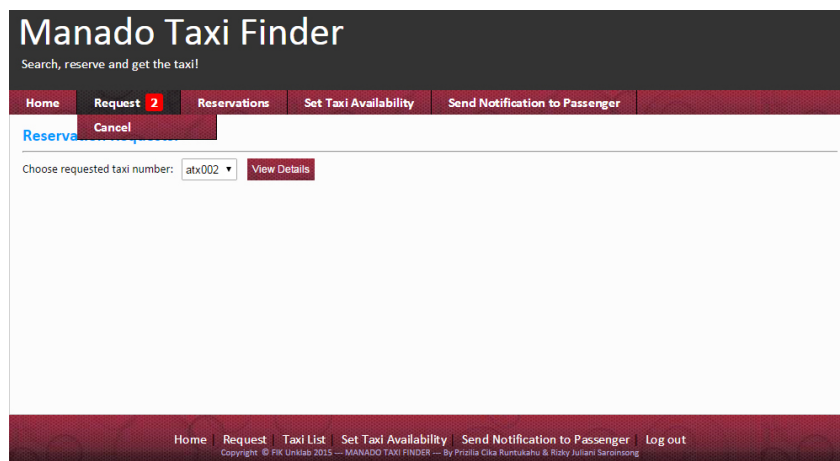 Manado Taxi Finder
Search, reserve and get the taxi!
Home Request 2 Reservations Set Taxi Availability Send Notification to Passenger
Cancel
Reserva
Choose requested taxi number: atx002 View Details
Home | Request | Taxi List | Set Taxi Availability | Send Notification to Passenger | Log out
Copyright © FIK Unklab 2015 --- MANADO TAXI FINDER --- By Prizilia Cika Runtukahu & Rizky Juliani Saroinsong